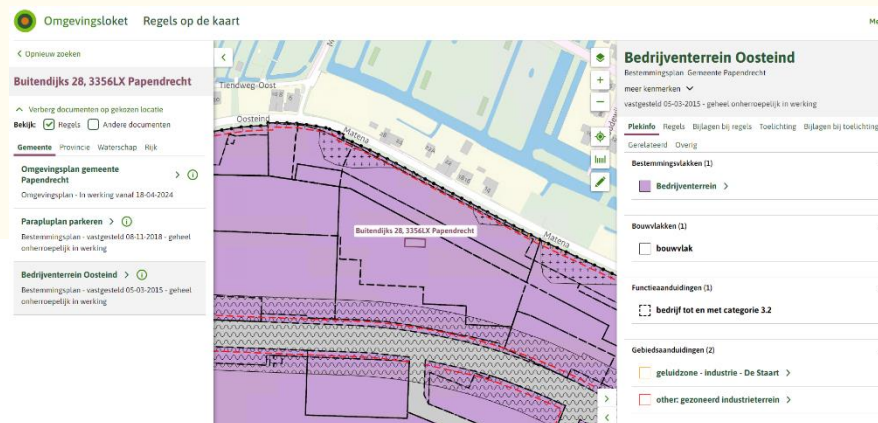 Omgevingsloket Regels op de kaart
Me
Opnieuw zoeken
Buitendijks 28, 3356LX Papendrecht
Verberg documenten op gekozen locatie
Bekijk: Regels Andere documenten
Gemeente Provincie Waterschap Rijk
Omgevingsplan gemeente
Papendrecht
Omgevingsplan - In werking vanaf 18-04-2024
Parapluplan parkeren
Bestemmingsplan - vastgesteld 08-11-2018 - geheel
onherroepelijk in werking
Bedrijventerrein Oosteind
Bestemmingsplan - vastgesteld 05-03-2015 - geheel
onherroepelijk in werking
Tiendweg-Oost
Oosteind
Matena
Buitendijks 28, 3356LX Papendrecht
Matena
Bedrijventerrein Oosteind
Bestemmingsplan Gemeente Papendrecht
meer kenmerken
vastgesteld 05-03-2015 - geheel onherroepelijk in werking
Plekinfo Regels Bijlagen bij regels Toelichting Bijlagen bij toelichting
Gerelateerd Overig
Bestemmingsvlakken (1)
Bedrijventerrein
Bouwvlakken (1)
bouwvlak
Functieaanduidingen (1)
bedrijf tot en met categorie 3.2
Gebiedsaanduidingen (2)
geluidzone - industrie - De Staart
other: gezoneerd industrieterrein